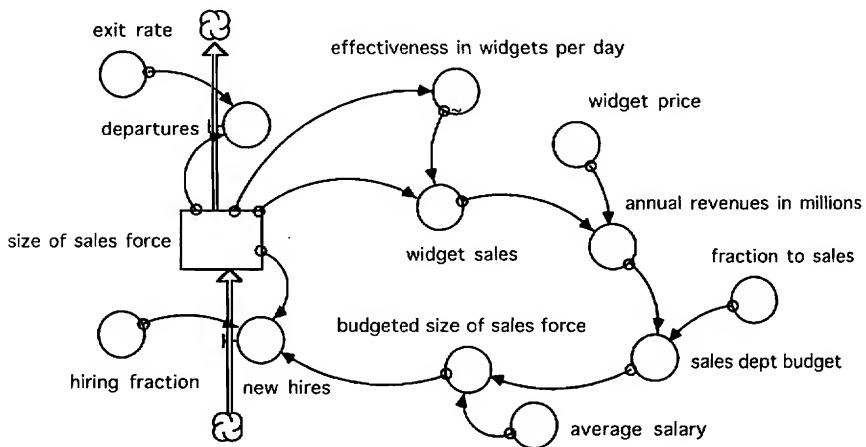 exit rate
effectiveness in widgets per day
widget price
departures
annual revenues in millions
size of sales force
widget sales
fraction to sales
budgeted size of sales force
hiring fraction
new hires
sales dept budget
average salary